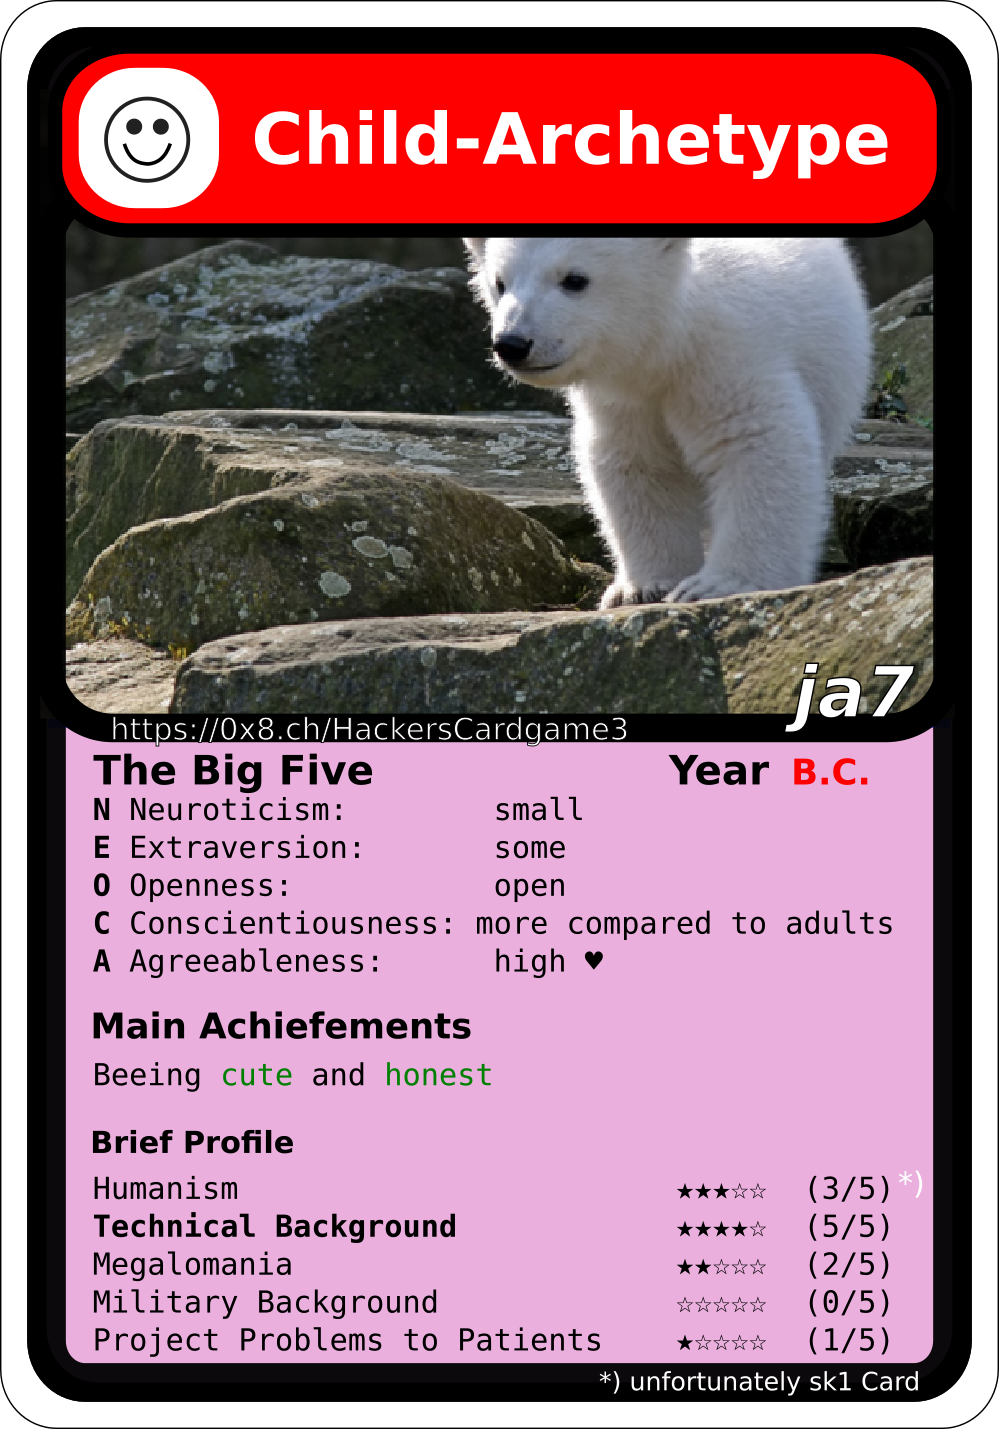 Child-Archetype
ja7
https://0x8.ch/HackersCardgame3
The Big Five Year B.C.
N Neuroticism: small
E Extraversion: some
O Openness: open
C Conscientiousness: more compared to adults
A Agreeableness: high ♥
Main Achiefements
Beeing cute and honest
Brief Profile
Humanism ★★★☆☆ (3/5) *)
Technical Background ★★★★☆ (5/5)
Megalomania ★★☆☆☆ (2/5)
Military Background ☆☆☆☆☆ (0/5)
Project Problems to Patients ★☆☆☆☆ (1/5)
*) unfortunately sk1 Card